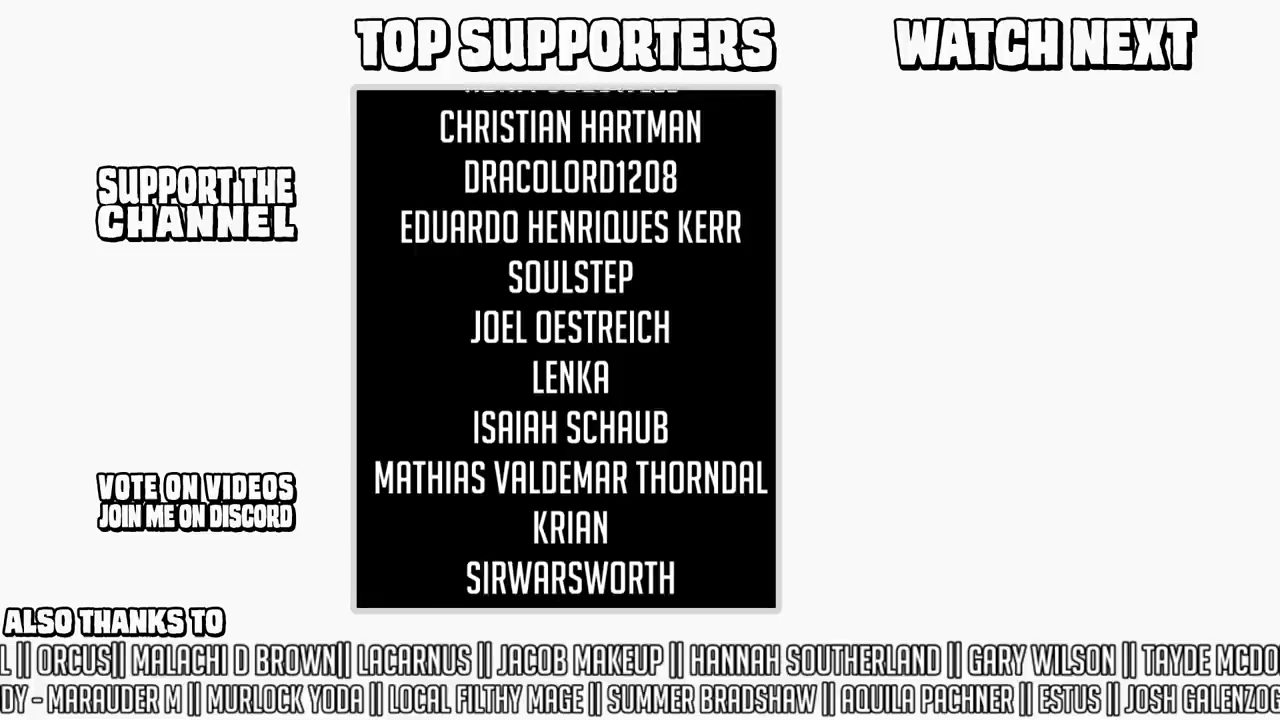 TOP SUPPORTERS
WATCH NEXT
CHRISTIAN HARTMAN
DRACOLORD1208
EDUARDO HENRIQUES KERR
SOULSTEP
JOEL OESTREICH
LENKA
ISAIAH SCHAUB
MATHIAS VALDEMAR THORNDAL
KRIAN
SIRWARSWORTH
SUPPORT THE
CHANNEL
VOTE ON VIDEOS
JOIN ME ON DISCORD
ALSO THANKS TO
L || ORCUS|| MALACHI D BROWN|| LACARNUS || JACOB MAKEUP || HANNAH SOUTHERLAND || GARY WILSON || TAYDE MCDO
DY - MARAUDER M || MURLOCK YODA || LOCAL FILTHY MAGE || SUMMER BRADSHAW || AQUILA PACHNER || ESTUS || JOSH GALENZOG